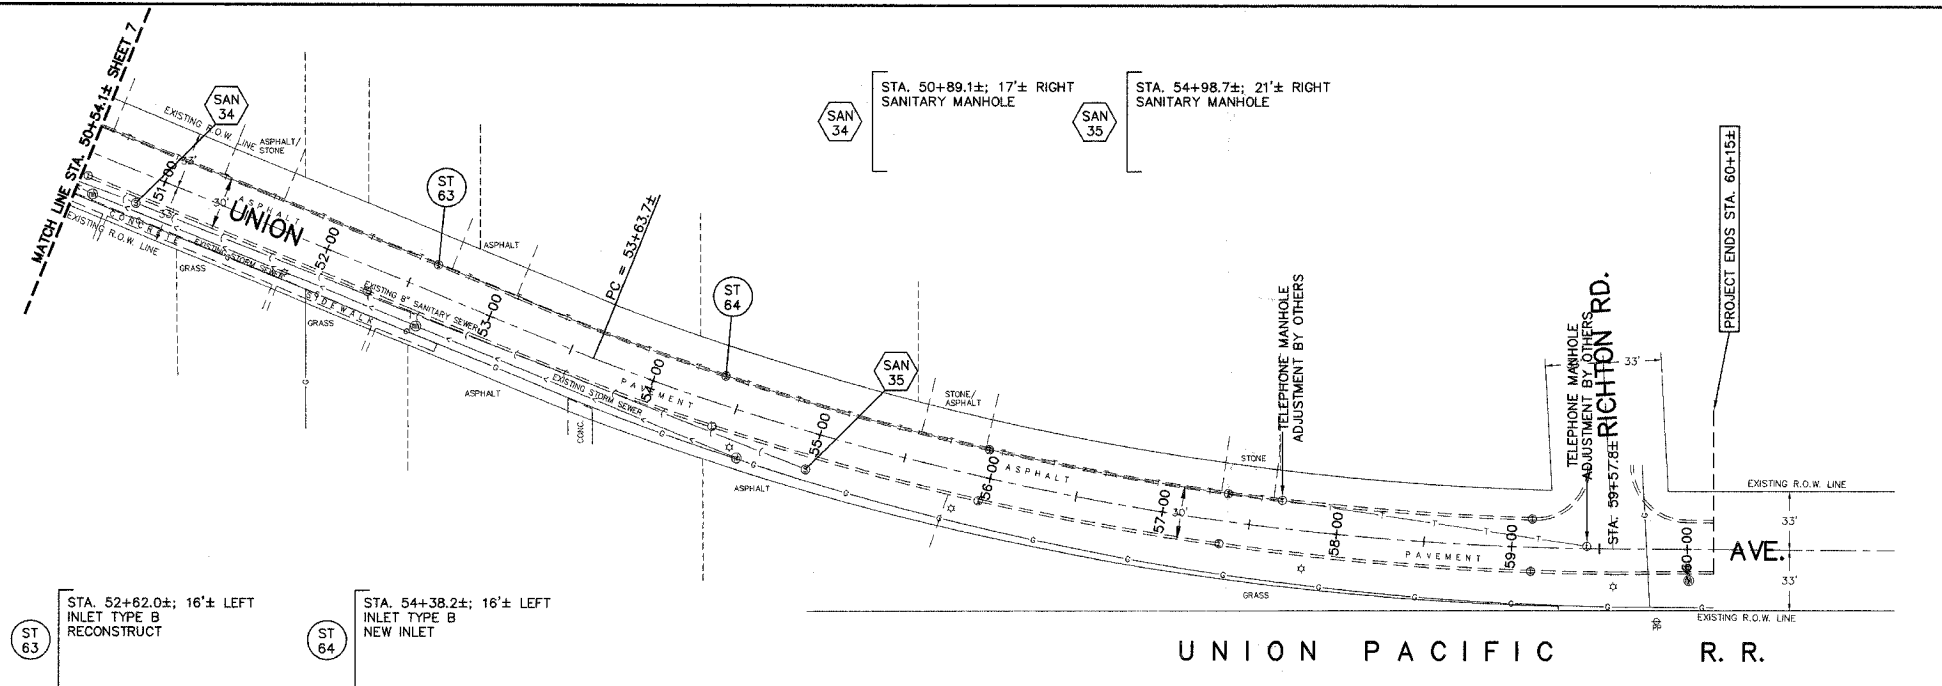 MATCH LINE STA. 50+54.1± SHEET 7
EXISTING R.O.W. LINE
ASPHALT/
STONE
SAN
34
33'
51+00
33'
30'
ASPHALT
UNION
CONCRETE
SIDEWALK
EXISTING R.O.W. LINE
EXISTING STORM SEWER
GRASS
52+00
EXISTING 8" SANITARY SEWER
GRASS
ST
63
ASPHALT
53+00
PC = 53+63.7±
ASPHALT
EXISTING STORM SEWER
CONC.
54+00
PAVEMENT
ST
64
ASPHALT
SAN
35
55+00
STONE/
ASPHALT
56+00
ASPHALT
57+00
30'
STONE
TELEPHONE MANHOLE
ADJUSTMENT BY OTHERS
58+00
PAVEMENT
59+00
GRASS
TELEPHONE MANHOLE
ADJUSTMENT BY OTHERS
RICHTON RD.
STA. 59+57.8±
33'
60+00
PROJECT ENDS STA. 60+15±
EXISTING R.O.W. LINE
33'
AVE.
33'
EXISTING R.O.W. LINE
PP
UNION PACIFIC R. R.
SAN
34
STA. 50+89.1±; 17'± RIGHT
SANITARY MANHOLE
SAN
35
STA. 54+98.7±; 21'± RIGHT
SANITARY MANHOLE
ST
63
STA. 52+62.0±; 16'± LEFT
INLET TYPE B
RECONSTRUCT
ST
64
STA. 54+38.2±; 16'± LEFT
INLET TYPE B
NEW INLET